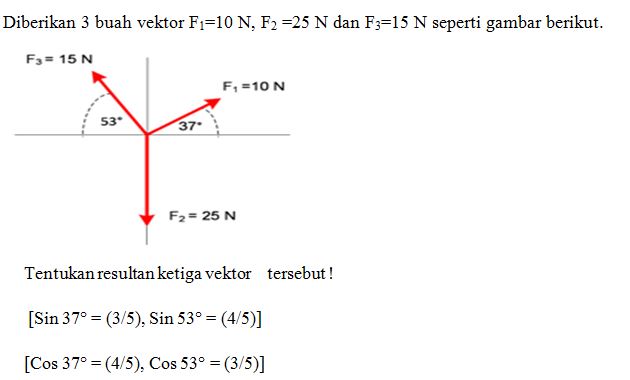 Diberikan 3 buah vektor F₁=10 N, F₂ =25 N dan F₃=15 N seperti gambar berikut.
F₃= 15 N
F₁ =10 N
53°
37°
F₂= 25 N
Tentukan resultan ketiga vektor tersebut !
[Sin 37° = (3/5), Sin 53° = (4/5)]
[Cos 37° = (4/5), Cos 53° = (3/5)]